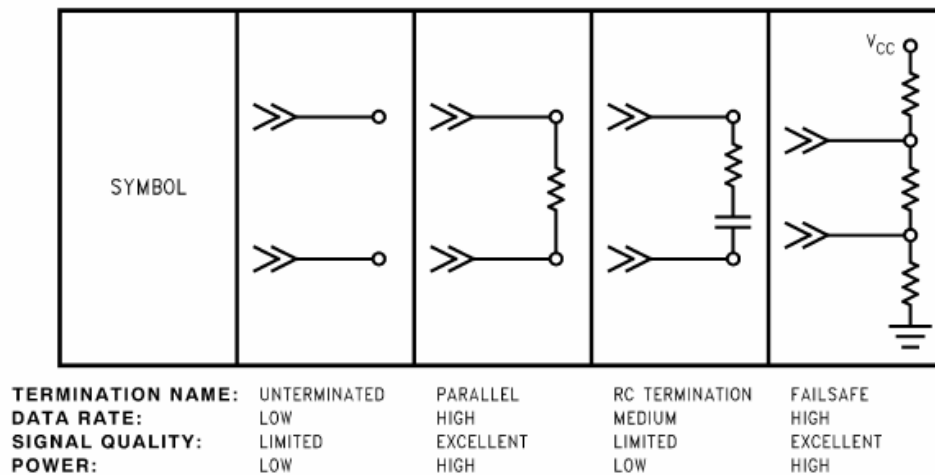 SYMBOL
VCC
TERMINATION NAME: UNTERMINATED PARALLEL RC TERMINATION FAILSAFE
DATA RATE: LOW HIGH MEDIUM HIGH
SIGNAL QUALITY: LIMITED EXCELLENT LIMITED EXCELLENT
POWER: LOW HIGH LOW HIGH